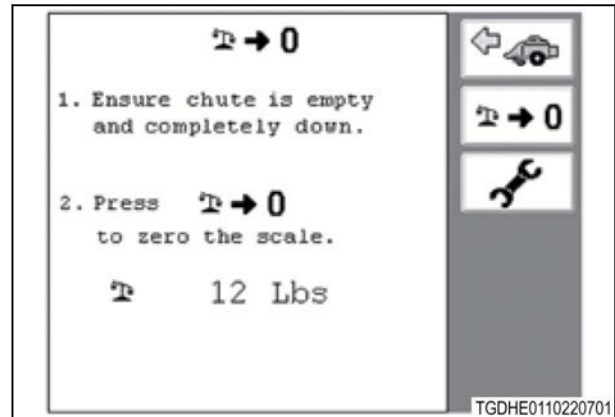 0
1. Ensure chute is empty
and completely down.
0
2. Press 0
to zero the scale.
12 Lbs
TGDHE0110220701